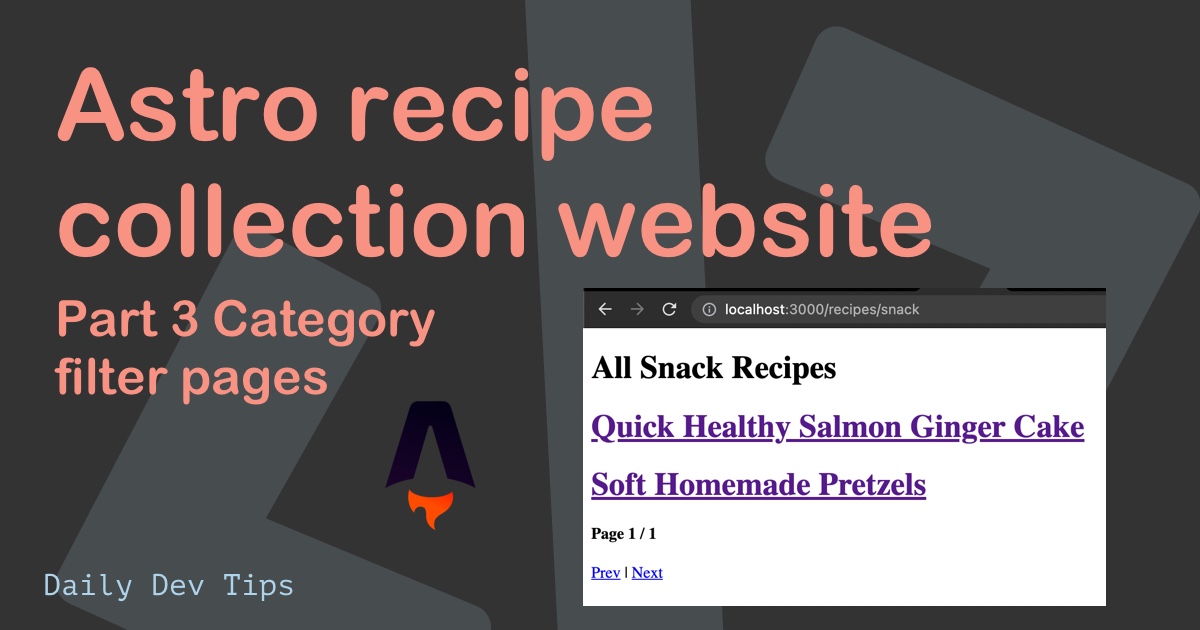 Astro recipe
collection website
Part 3 Category
filter pages
localhost:3000/recipes/snack
All Snack Recipes
Quick Healthy Salmon Ginger Cake
Soft Homemade Pretzels
Page 1 / 1
Prev | Next
Daily Dev Tips